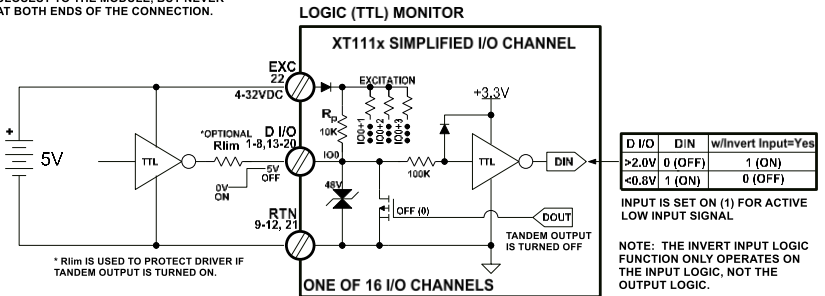 CLOSEST TO THE MODULE, BUT NEVER
AT BOTH ENDS OF THE CONNECTION.
LOGIC (TTL) MONITOR
XT111x SIMPLIFIED I/O CHANNEL
EXC
22
4-32VDC
EXCITATION
IO0+1
IO0+2
IO0+3
Rp
10K
+3.3V
+
5V
TTL
*OPTIONAL
Rlim
D I/O
1-8,13-20
IO0
5V
OFF
0V
ON
100K
TTL
DIN
48V
OFF (0)
DOUT
TANDEM OUTPUT
IS TURNED OFF
RTN
9-12, 21
* Rlim IS USED TO PROTECT DRIVER IF
TANDEM OUTPUT IS TURNED ON.
ONE OF 16 I/O CHANNELS
D I/O DIN w/Invert Input=Yes
>2.0V 0 (OFF) 1 (ON)
<0.8V 1 (ON) 0 (OFF)
INPUT IS SET ON (1) FOR ACTIVE
LOW INPUT SIGNAL
NOTE: THE INVERT INPUT LOGIC
FUNCTION ONLY OPERATES ON
THE INPUT LOGIC, NOT THE
OUTPUT LOGIC.